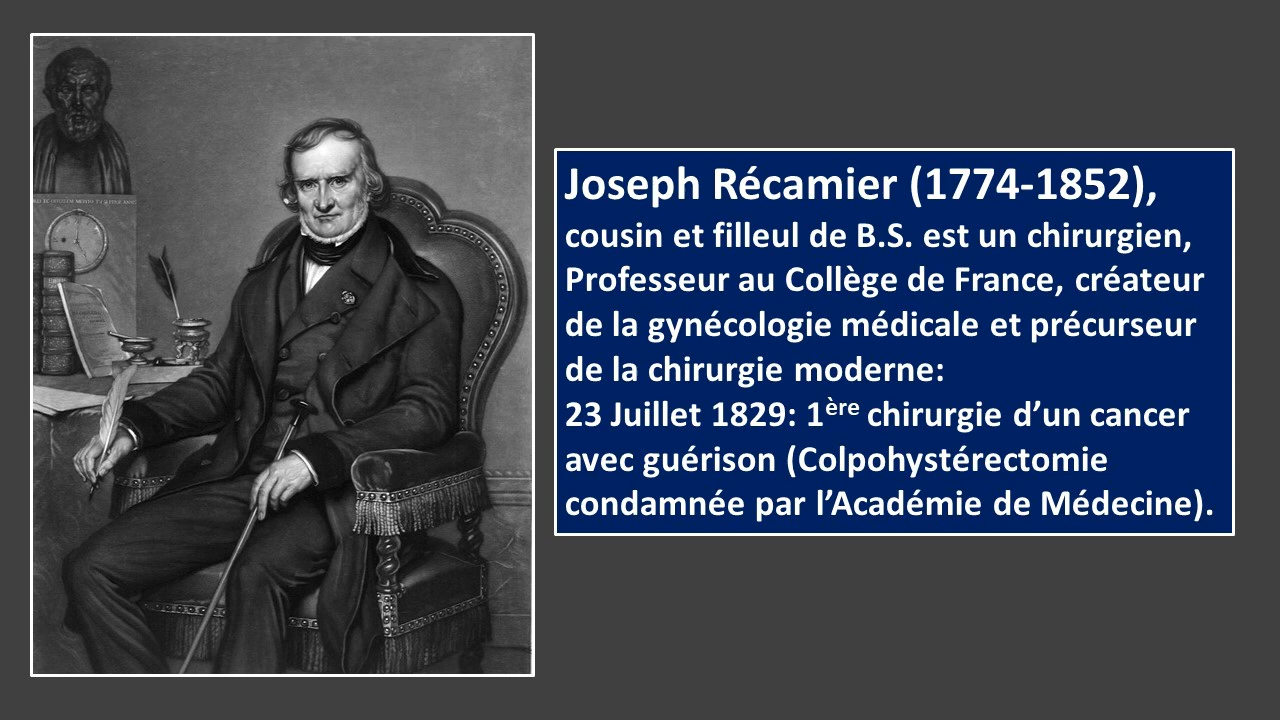 Joseph Récamier (1774-1852),
cousin et filleul de B.S. est un chirurgien,
Professeur au Collège de France, créateur
de la gynécologie médicale et précurseur
de la chirurgie moderne:
23 Juillet 1829: 1ère chirurgie d’un cancer
avec guérison (Colpohystérectomie
condamnée par l’Académie de Médecine).